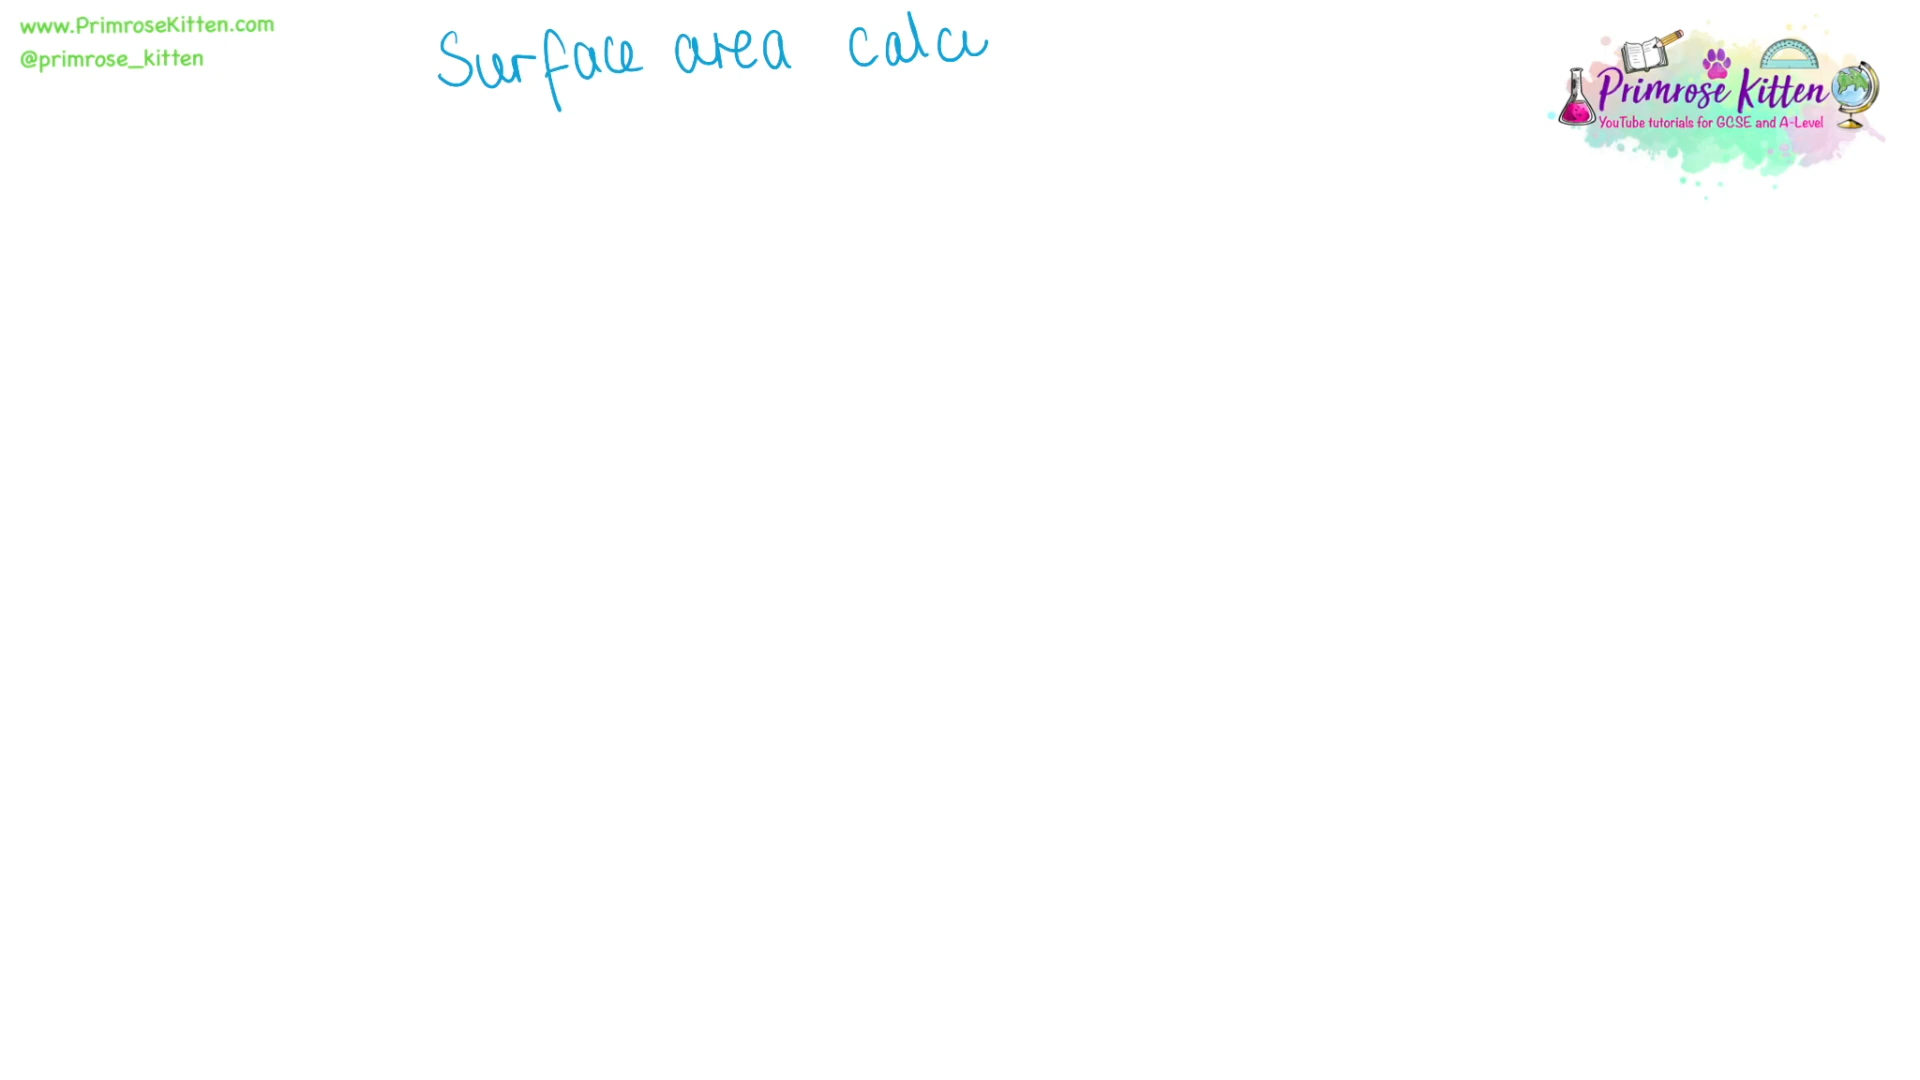 www.PrimroseKitten.com
@primrose_kitten
Surface area calcu
Primrose Kitten
YouTube tutorials for GCSE and A-Level